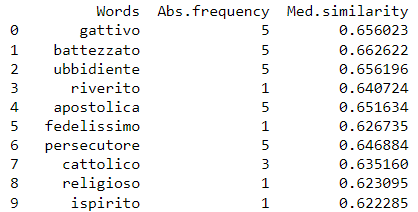 Words Abs.frequency Med.similarity
0 gattivo 5 0.656023
1 battezzato 5 0.662622
2 ubbidiente 5 0.656196
3 riverito 1 0.640724
4 apostolica 5 0.651634
5 fedelissimo 1 0.626735
6 persecutore 5 0.646884
7 cattolico 3 0.635160
8 religioso 1 0.623095
9 ispirito 1 0.619201